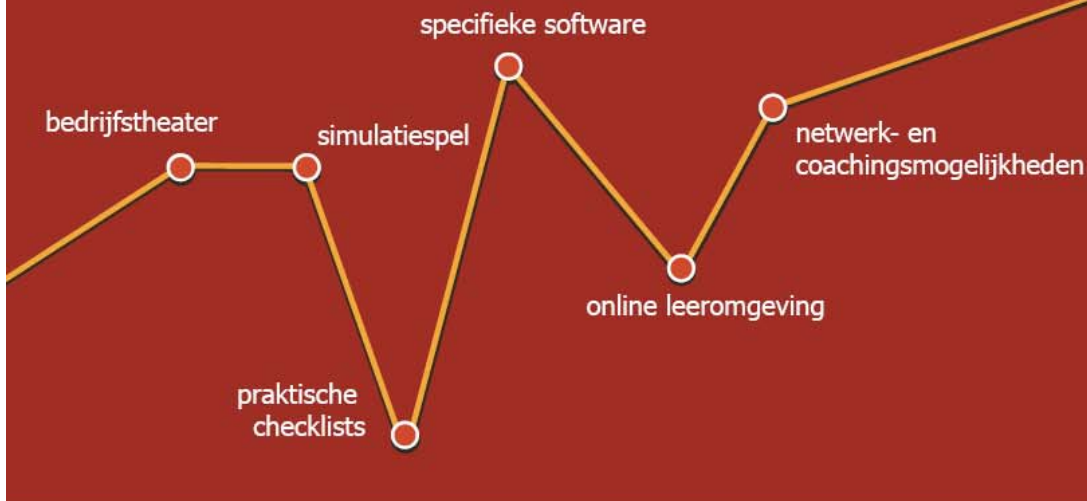 specifieke software
bedrijfstheater
simulatiespel
netwerk- en
coachingsmogelijkheden
online leeromgeving
praktische
checklists